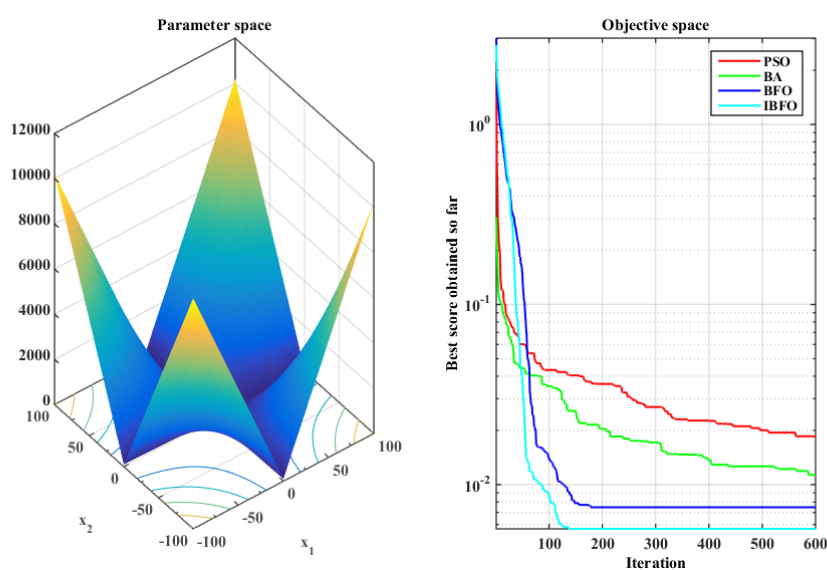 Parameter space
12000
10000
8000
6000
4000
2000
0
100
50
0
-50
-100
x2
-100
-50
0
50
100
x1
Objective space
PSO
BA
BFO
IBFO
10^0
10^-1
10^-2
Best score obtained so far
100 200 300 400 500 600
Iteration